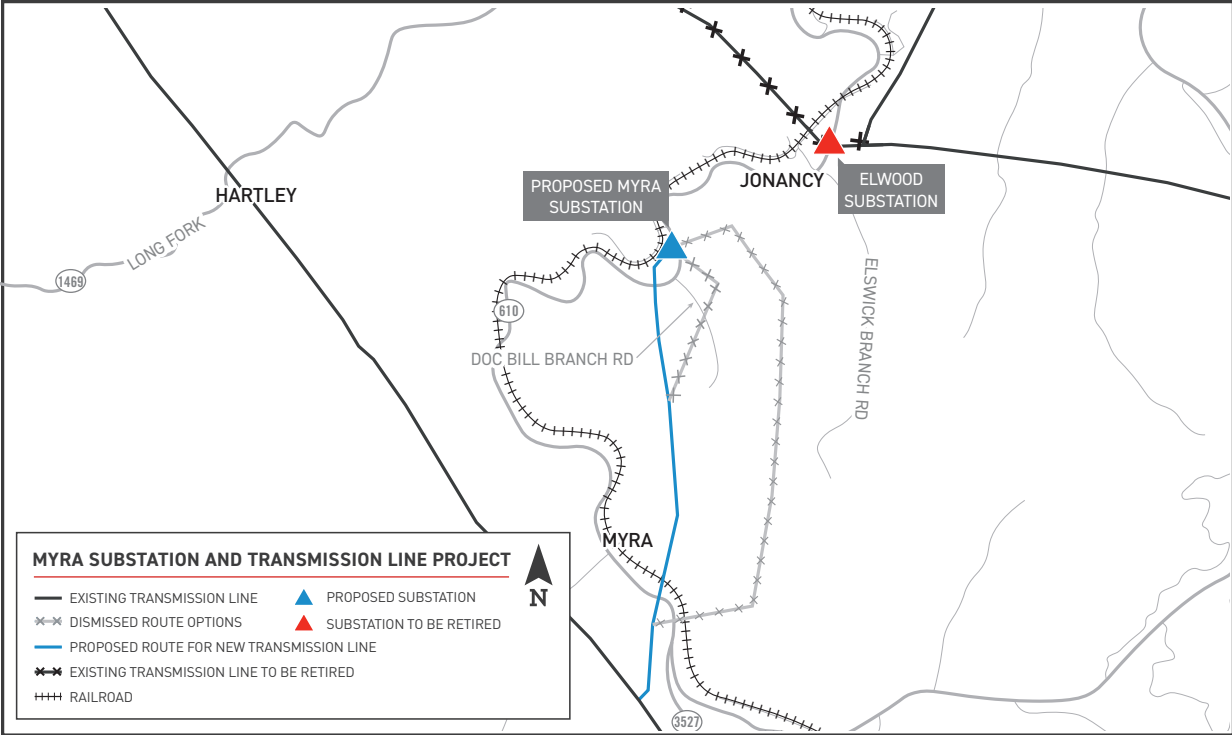 HARTLEY
LONG FORK
1469
PROPOSED MYRA
SUBSTATION
JONANCY
ELWOOD
SUBSTATION
610
DOC BILL BRANCH RD
ELSWICK BRANCH RD
MYRA
3527
MYRA SUBSTATION AND TRANSMISSION LINE PROJECT
N
EXISTING TRANSMISSION LINE
DISMISSED ROUTE OPTIONS
PROPOSED ROUTE FOR NEW TRANSMISSION LINE
EXISTING TRANSMISSION LINE TO BE RETIRED
RAILROAD
PROPOSED SUBSTATION
SUBSTATION TO BE RETIRED